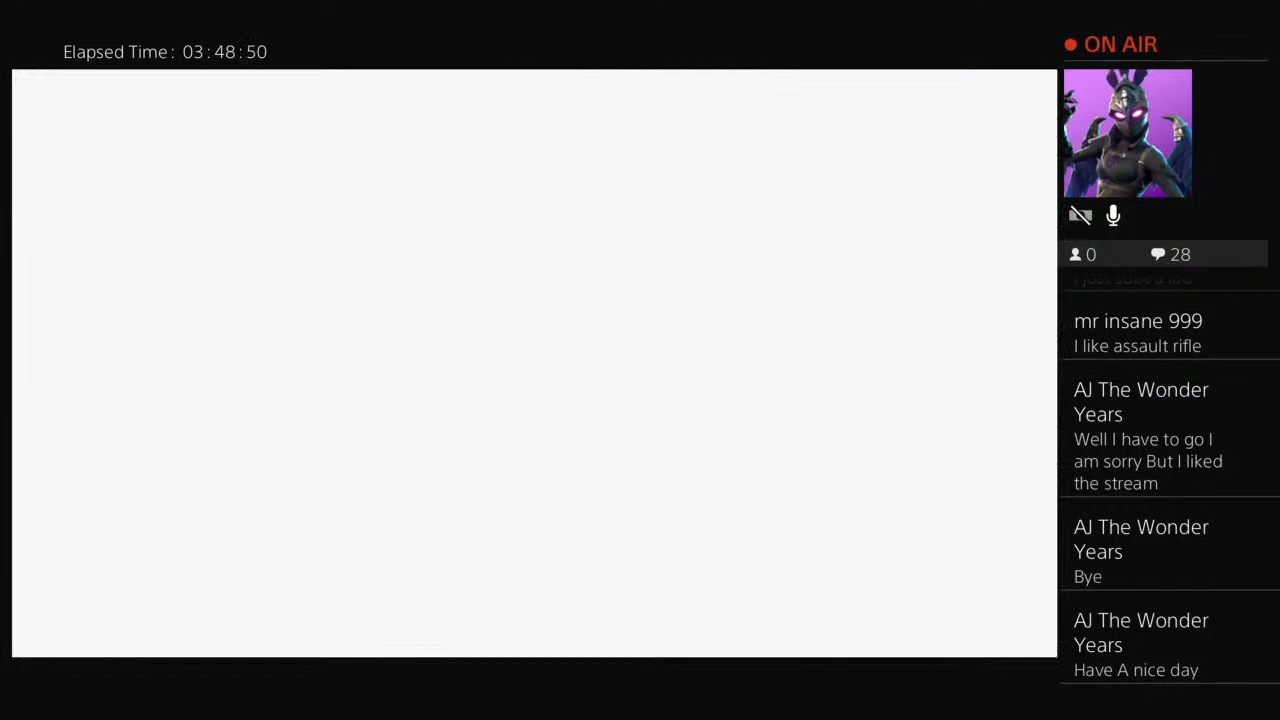 Elapsed Time: 03:48:50
ON AIR
0 28
mr insane 999
I like assault rifle
AJ The Wonder
Years
Well I have to go I
am sorry But I liked
the stream
AJ The Wonder
Years
Bye
AJ The Wonder
Years
Have A nice day